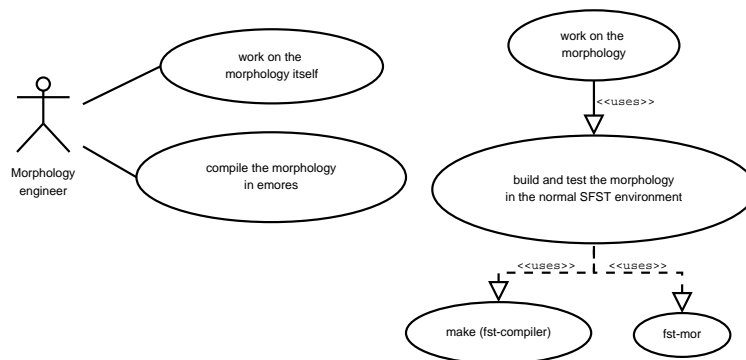 work on the
morphology itself
Morphology
engineer
compile the morphology
in emores
work on the
morphology
<<uses>>
build and test the morphology
in the normal SFST environment
<<uses>>
<<uses>>
make (fst-compiler)
fst-mor